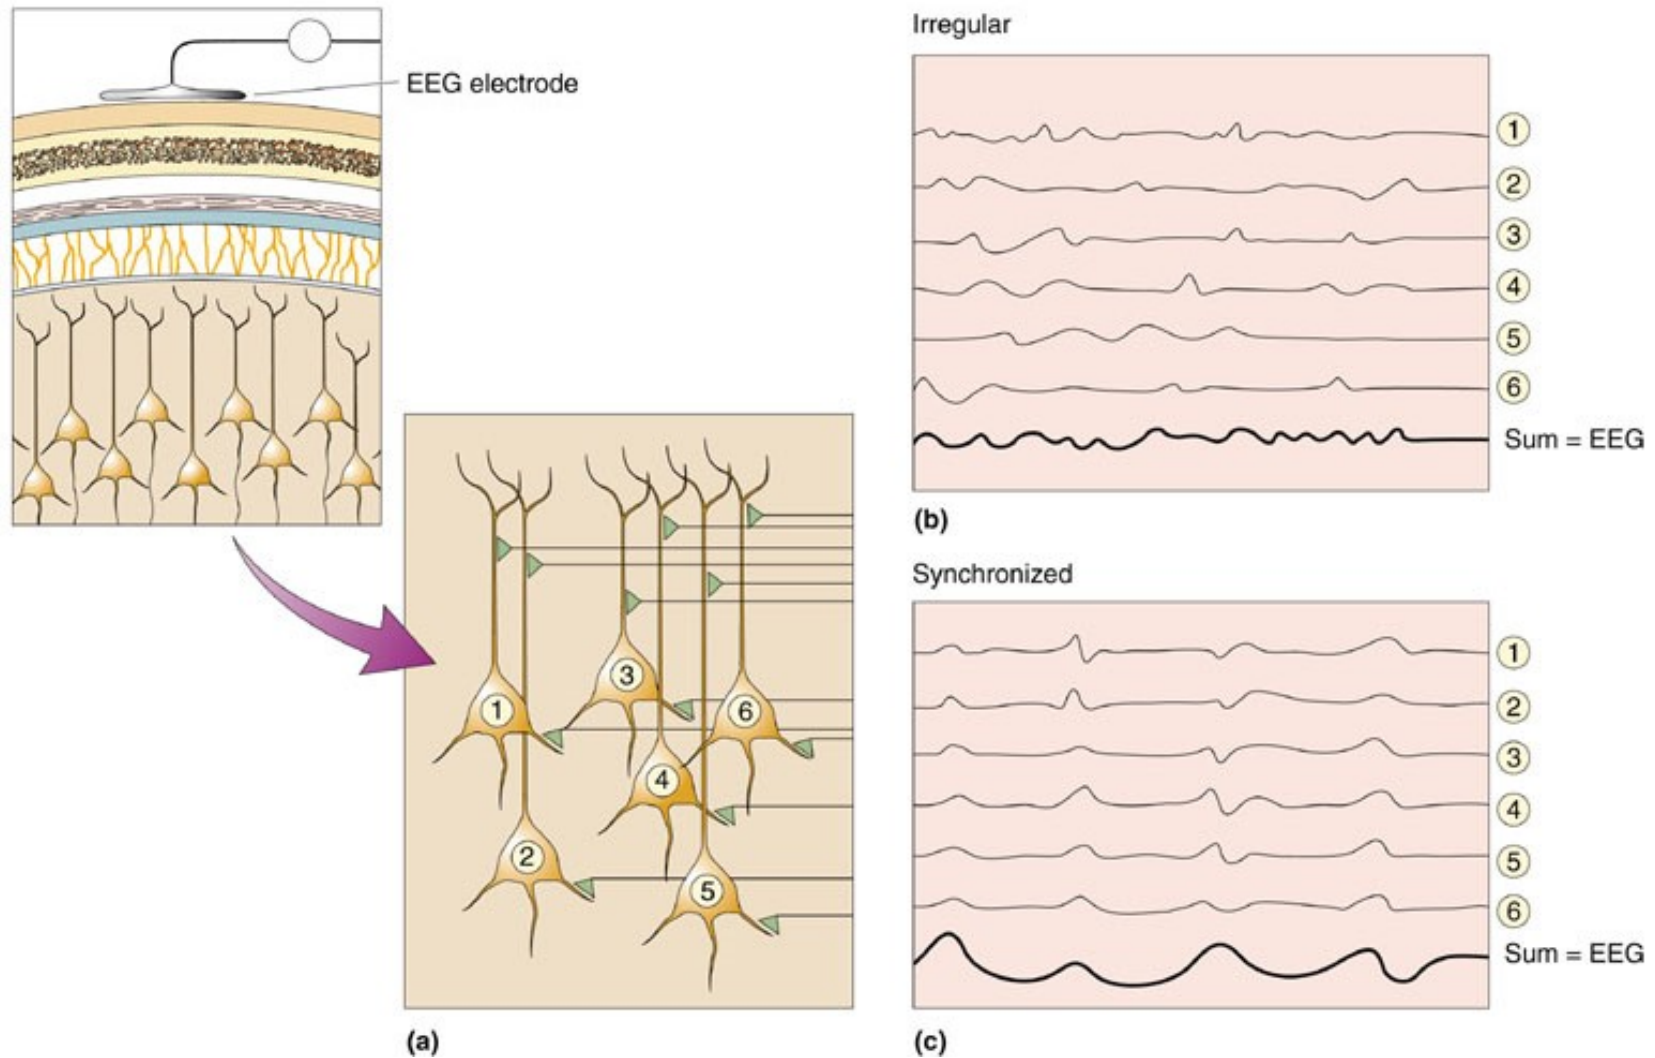 EEG electrode
1
2
3
4
5
6
(a)
Irregular
1
2
3
4
5
6
Sum = EEG
(b)
Synchronized
1
2
3
4
5
6
Sum = EEG
(c)